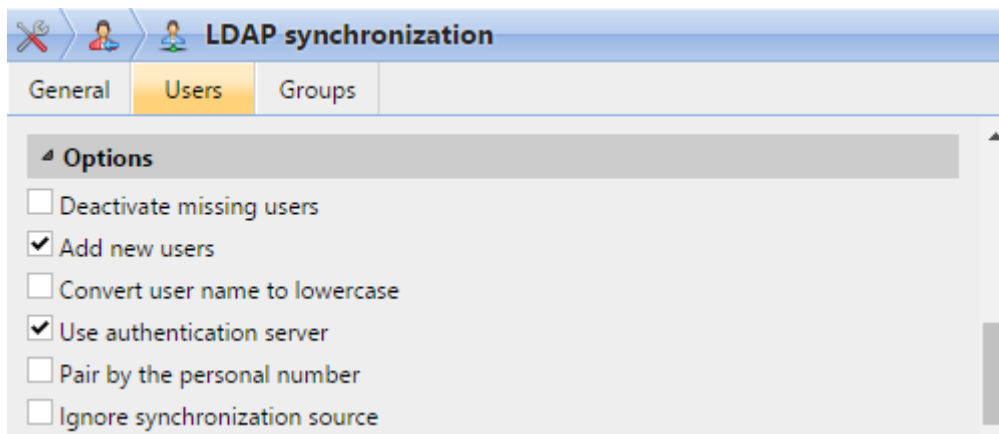 LDAP synchronization
General Users Groups
Options
Deactivate missing users
Add new users
Convert user name to lowercase
Use authentication server
Pair by the personal number
Ignore synchronization source